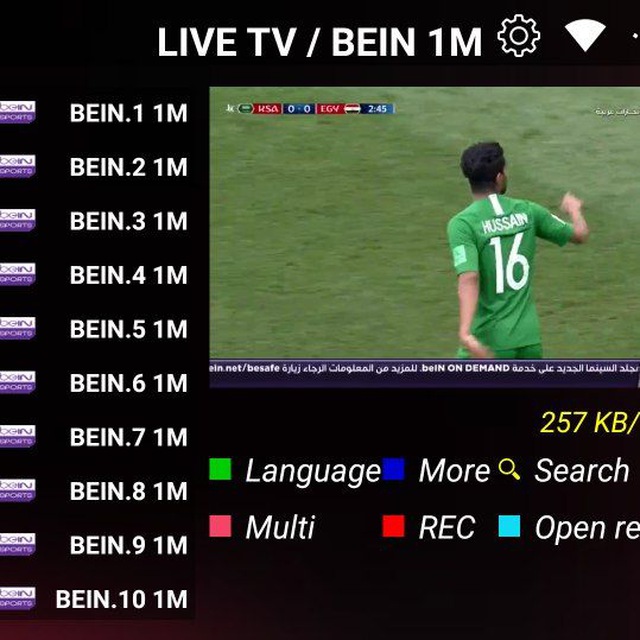 LIVE TV / BEIN 1M
beIN SPORTS BEIN.1 1M
beIN SPORTS BEIN.2 1M
beIN SPORTS BEIN.3 1M
beIN SPORTS BEIN.4 1M
beIN SPORTS BEIN.5 1M
beIN SPORTS BEIN.6 1M
beIN SPORTS BEIN.7 1M
beIN SPORTS BEIN.8 1M
beIN SPORTS BEIN.9 1M
beIN SPORTS BEIN.10 1M
KSA 0 - 0 EGY 2:45
HUSSAIN
16
السينما الجديد على خدمة beIN ON DEMAND. للمزيد من المعلومات الرجاء زيارة ein.net/besafe
257 KB/
Language More Search
Multi REC Open re